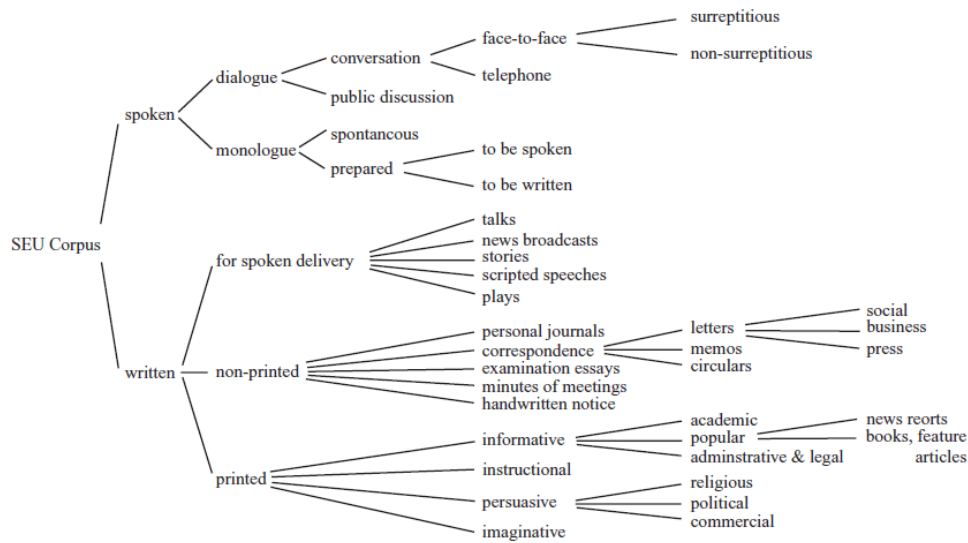 surreptitious
face-to-face
conversation
non-surreptitious
dialogue
telephone
public discussion
spoken
spontancous
monologue
to be spoken
prepared
to be written
talks
SEU Corpus
news broadcasts
for spoken delivery
stories
scripted speeches
plays
social
personal journals
letters
business
correspondence
memos
press
written
non-printed
examination essays
circulars
minutes of meetings
handwritten notice
academic
news reorts
informative
popular
books, feature
adminstrative & legal
articles
printed
instructional
religious
persuasive
political
commercial
imaginative